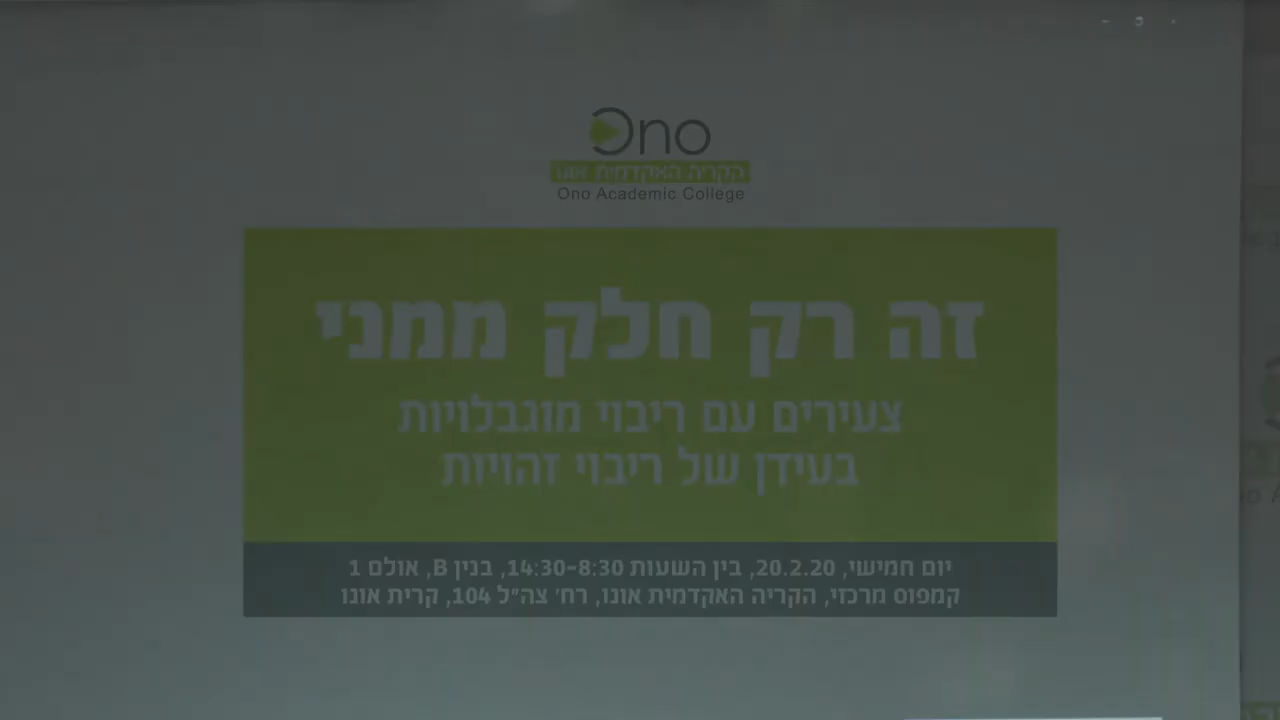 Ono
הקריה האקדמית אונו
Ono Academic College
זה רק חלק ממני
צעירים עם ריבוי מוגבלויות
בעידן של ריבוי זהויות
יום חמישי, 20.2.20, בין השעות 14:30-8:30, בנין B, אולם 1
קמפוס מרכזי, הקריה האקדמית אונו, רח׳ צה״ל 104, קרית אונו